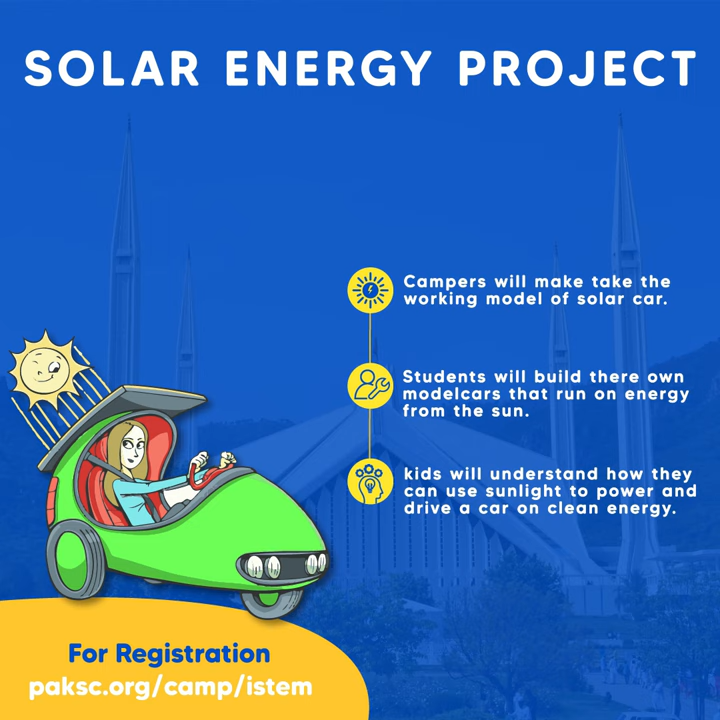 SOLAR ENERGY PROJECT
Campers will make take the
working model of solar car.
Students will build there own
modelcars that run on energy
from the sun.
kids will understand how they
can use sunlight to power and
drive a car on clean energy.
For Registration
paksc.org/camp/istem